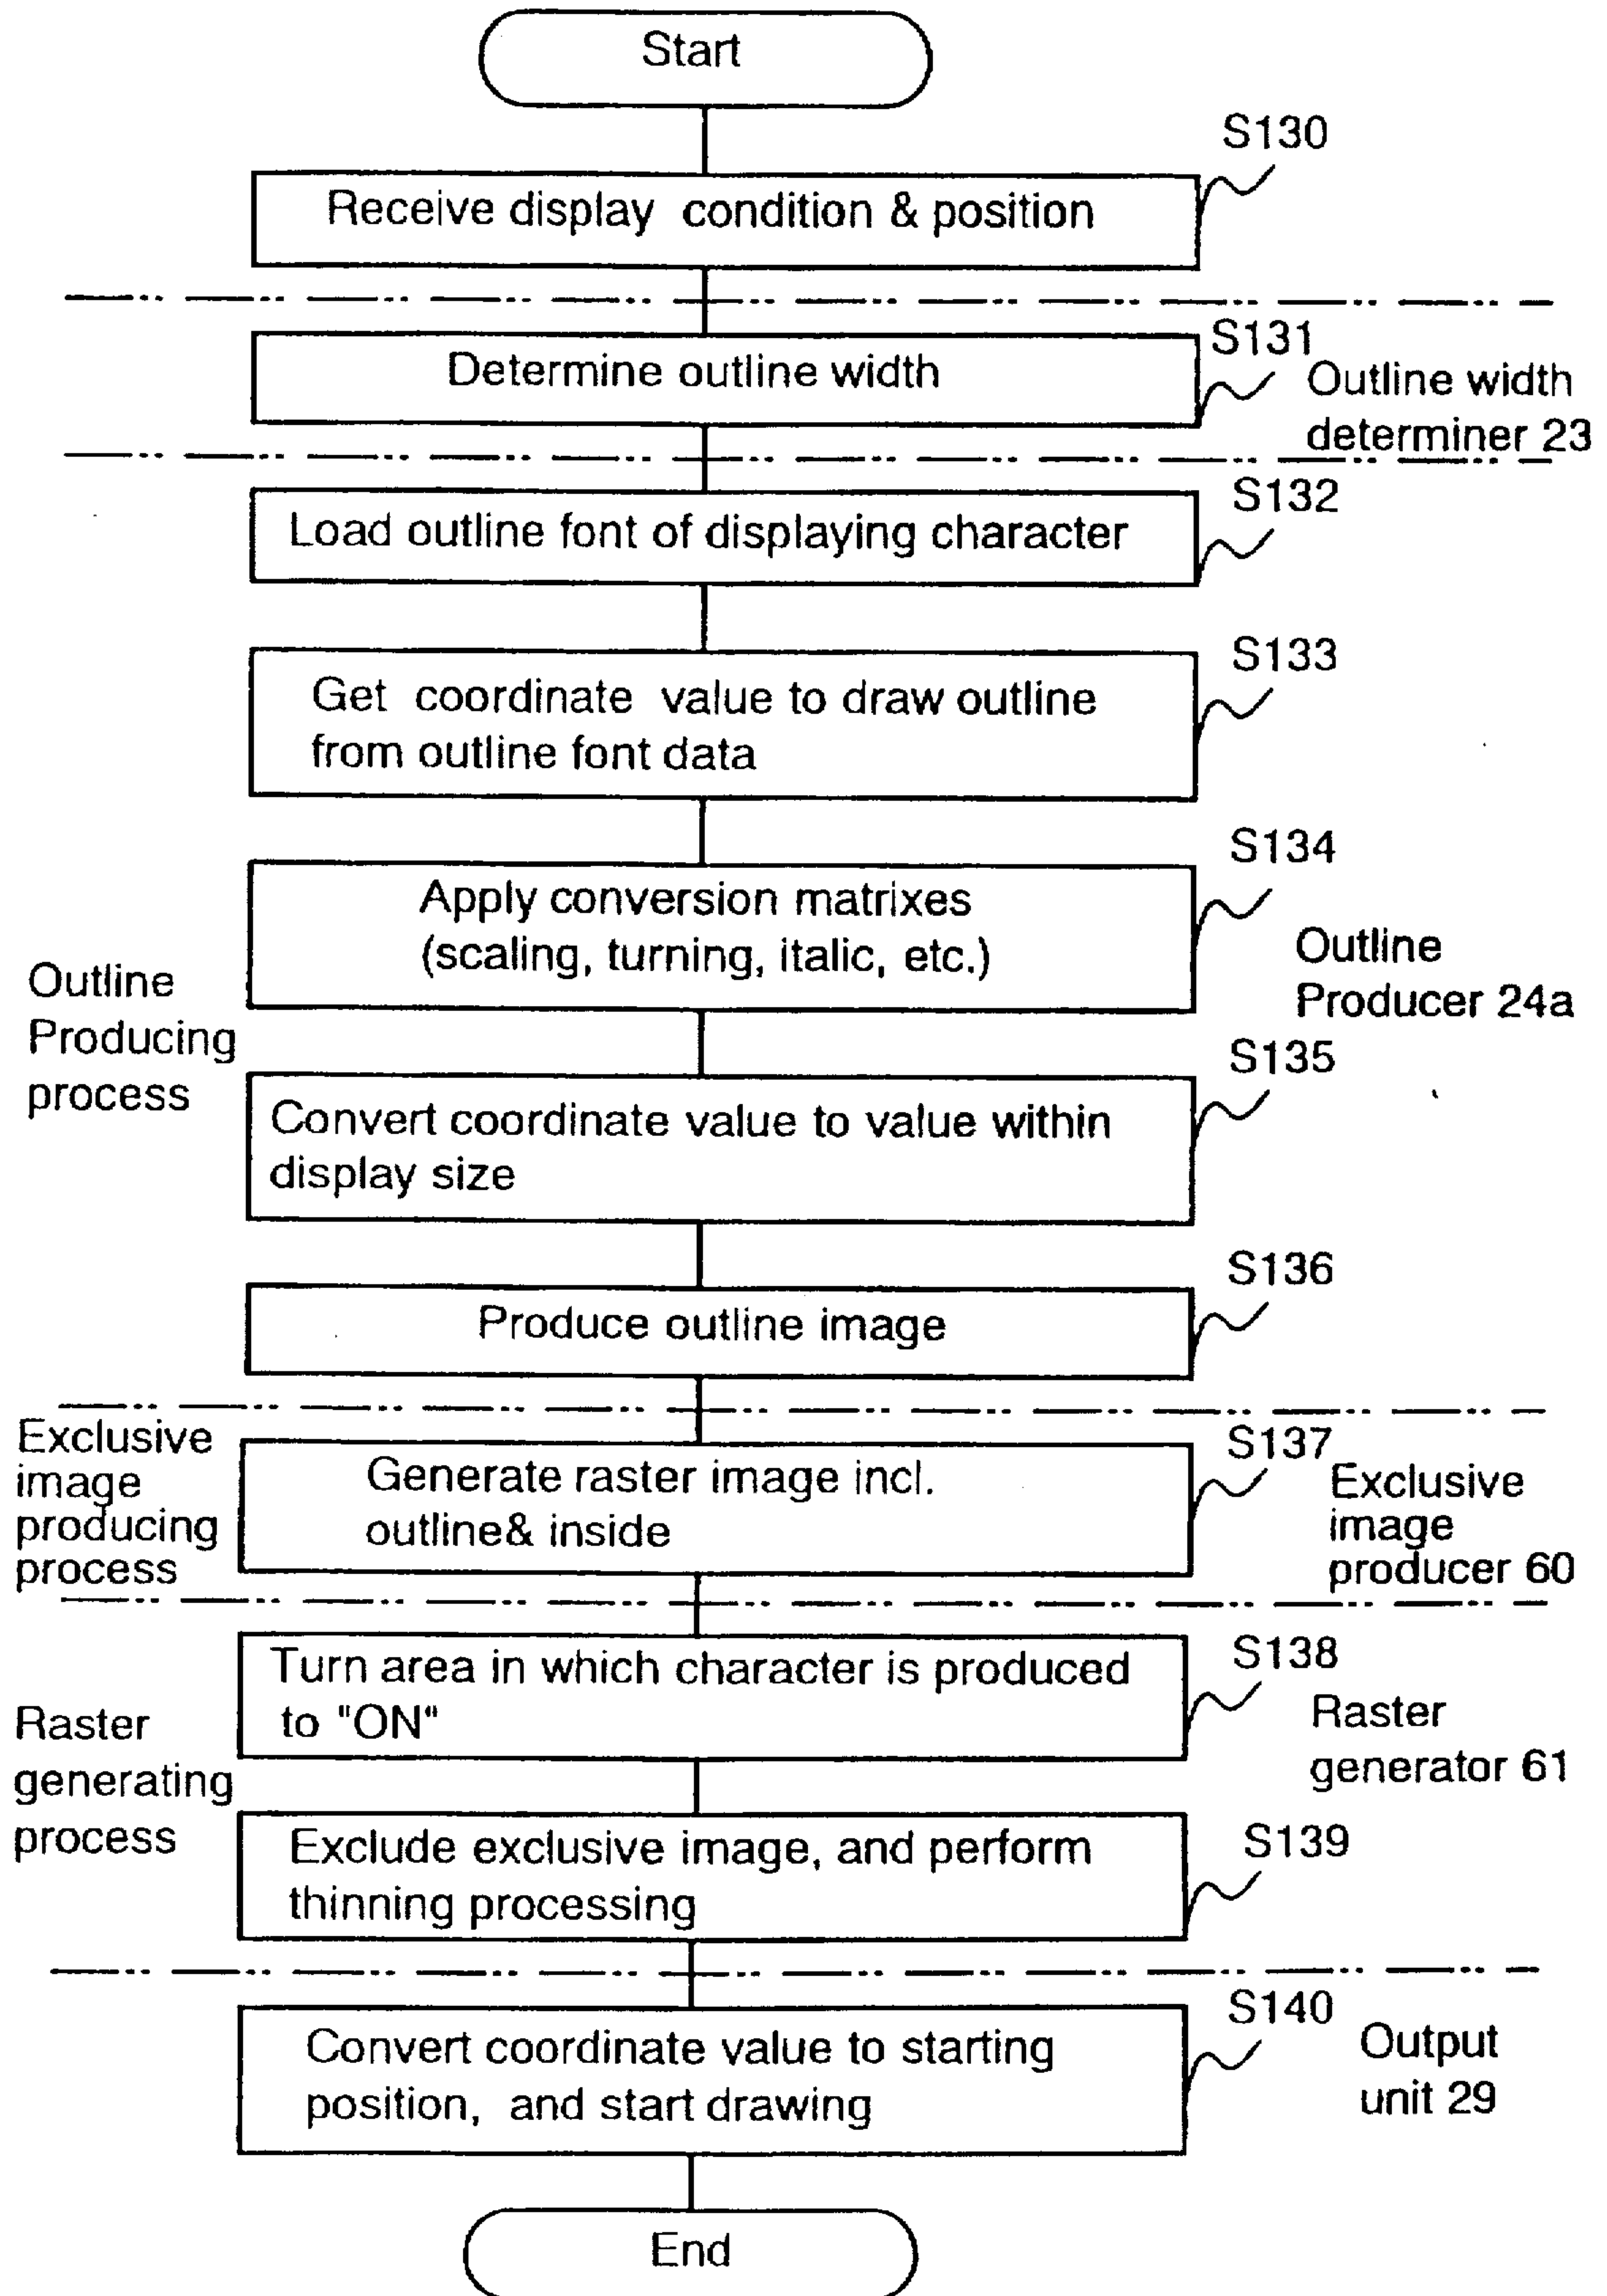 Start
S130
Receive display condition & position
S131
Determine outline width
Outline width
determiner 23
S132
Load outline font of displaying character
S133
Get coordinate value to draw outline
from outline font data
S134
Apply conversion matrixes
(scaling, turning, italic, etc.)
Outline
Producer 24a
Outline
Producing
process
S135
Convert coordinate value to value within
display size
S136
Produce outline image
Exclusive
image
producing
process
S137
Generate raster image incl.
outline& inside
Exclusive
image
producer 60
S138
Turn area in which character is produced
to "ON"
Raster
generator 61
Raster
generating
process
S139
Exclude exclusive image, and perform
thinning processing
S140
Convert coordinate value to starting
position, and start drawing
Output
unit 29
End